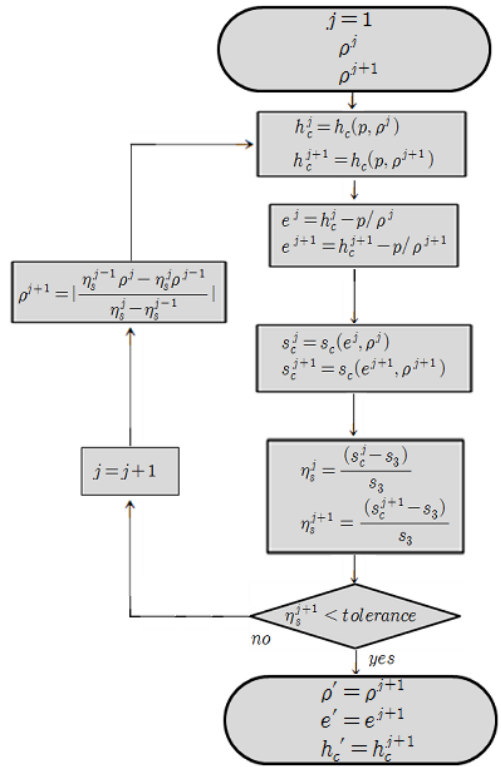 j = 1
ρ^j
ρ^{j+1}
h_c^j = h_c(p, ρ^j)
h_c^{j+1} = h_c(p, ρ^{j+1})
e^j = h_c^j − p/ρ^j
e^{j+1} = h_c^{j+1} − p/ρ^{j+1}
s_c^j = s_c(e^j, ρ^j)
s_c^{j+1} = s_c(e^{j+1}, ρ^{j+1})
η_s^j = (s_c^j − s_3) / s_3
η_s^{j+1} = (s_c^{j+1} − s_3) / s_3
η_s^{j+1} < tolerance
no
yes
j = j+1
ρ^{j+1} = | (η_s^{j−1} ρ^j − η_s^j ρ^{j−1}) / (η_s^j − η_s^{j−1}) |
ρ′ = ρ^{j+1}
e′ = e^{j+1}
h_c′ = h_c^{j+1}